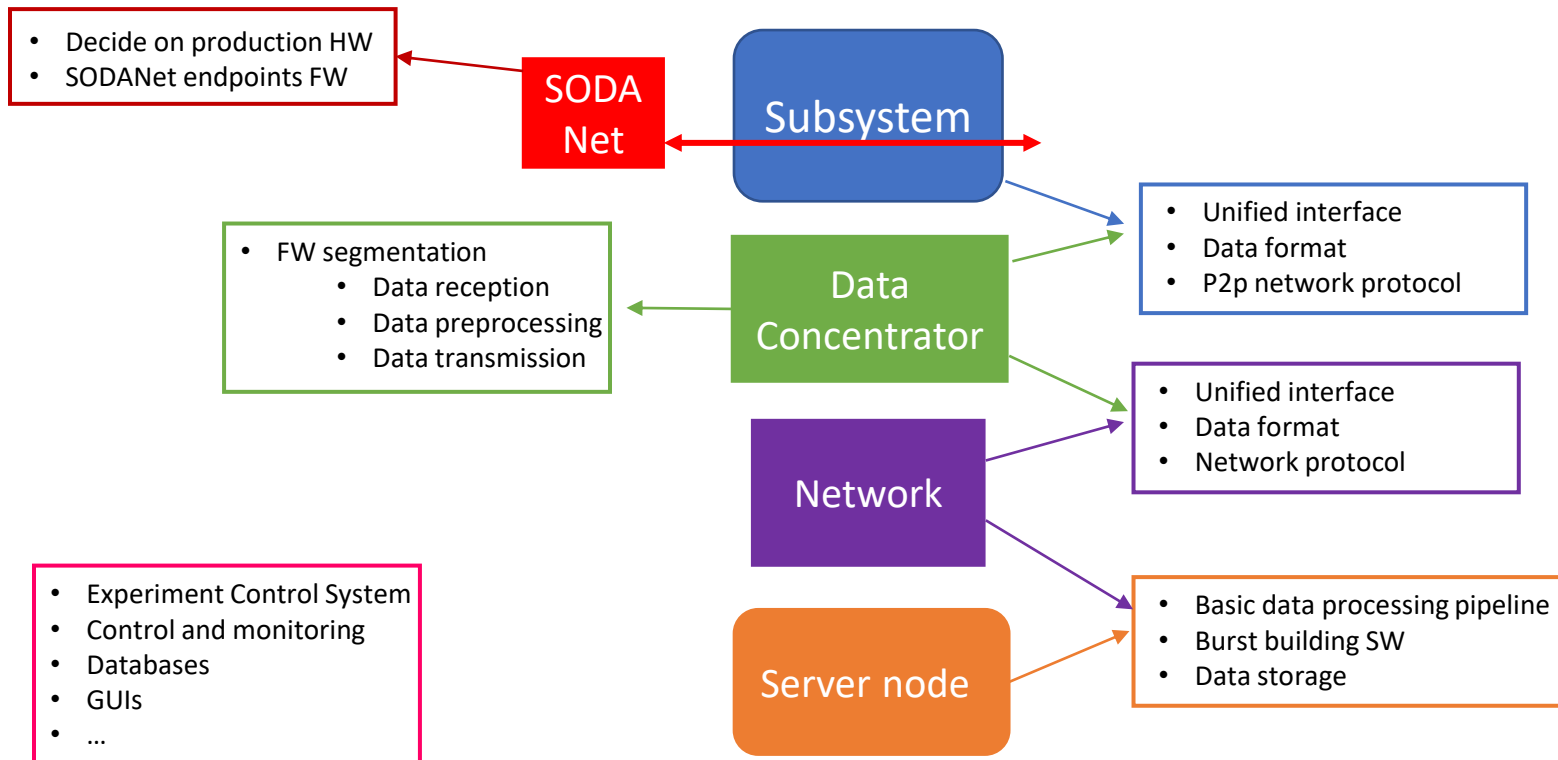 • Decide on production HW
• SODANet endpoints FW
SODA
Net
Subsystem
• Unified interface
• Data format
• P2p network protocol
• FW segmentation
• Data reception
• Data preprocessing
• Data transmission
Data
Concentrator
• Unified interface
• Data format
• Network protocol
Network
• Experiment Control System
• Control and monitoring
• Databases
• GUIs
• ...
Server node
• Basic data processing pipeline
• Burst building SW
• Data storage